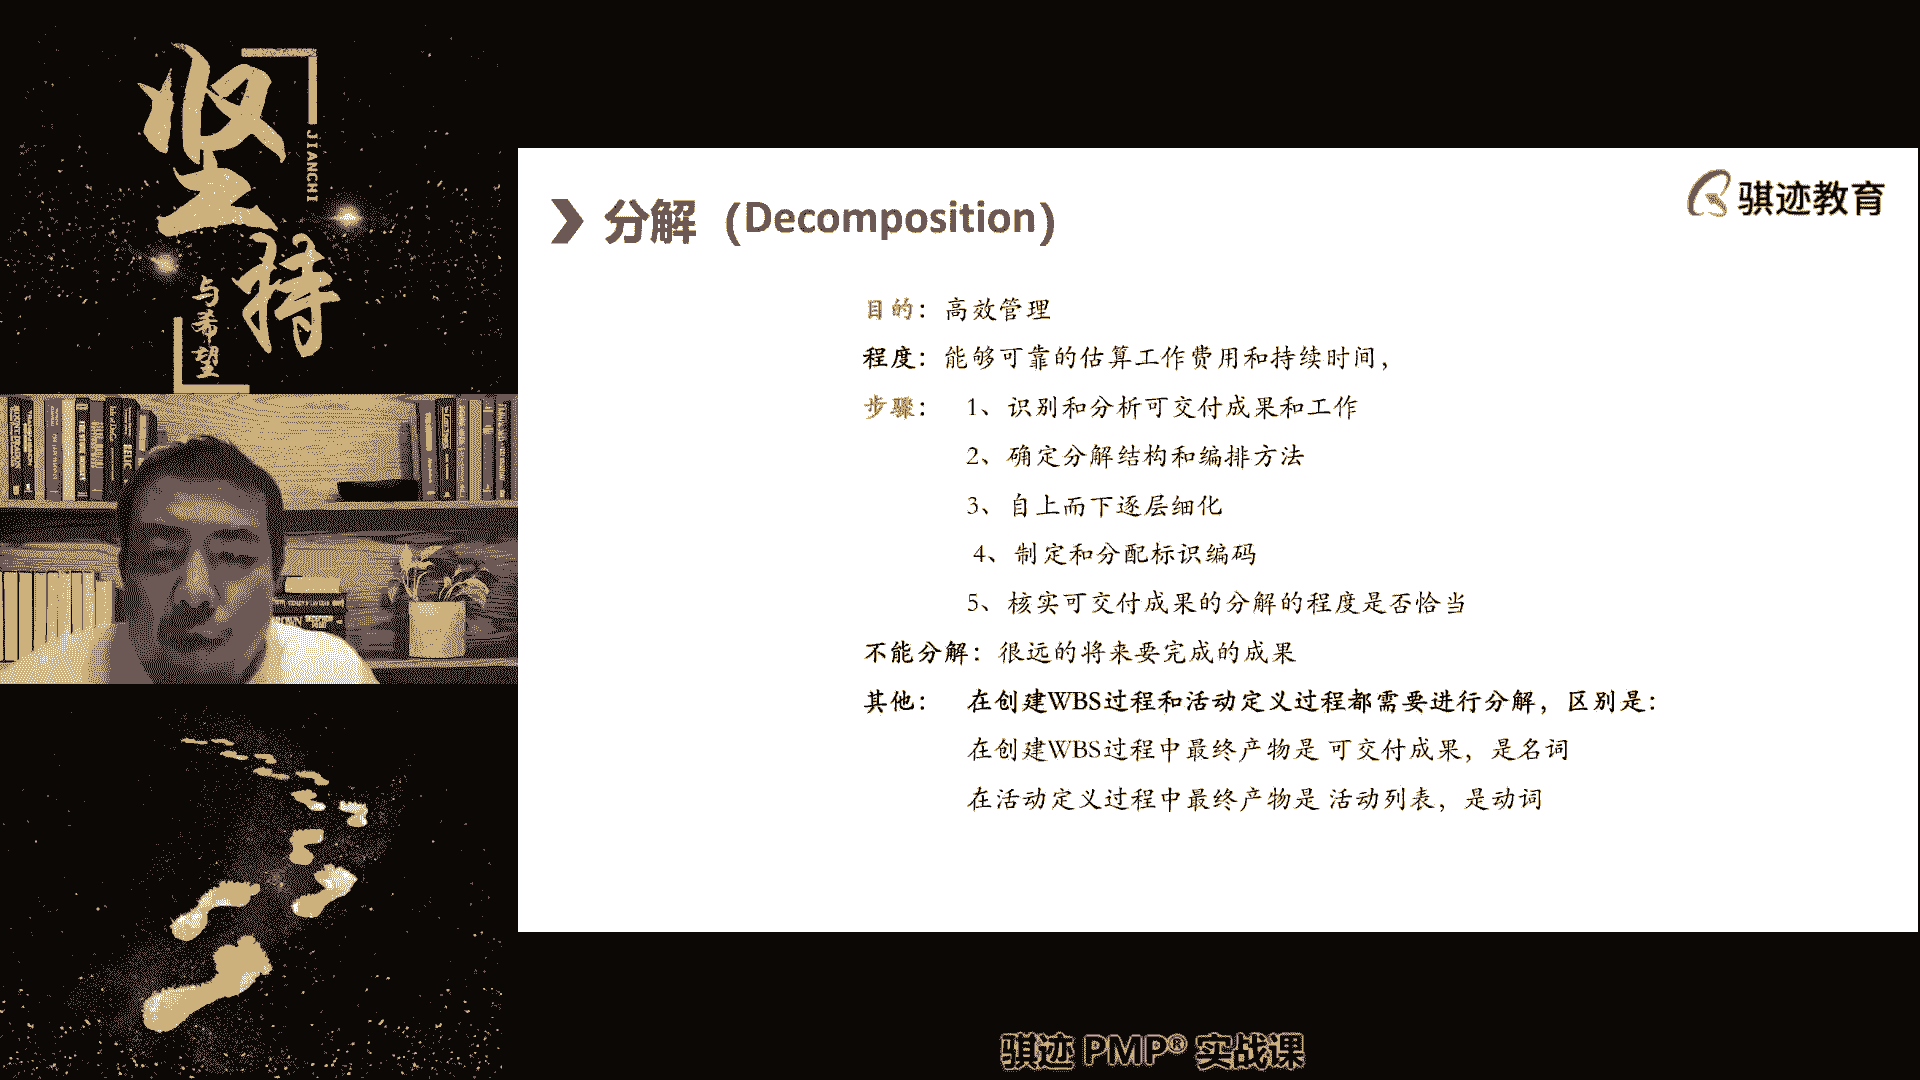 坚持
JIANCHI
与希望
骐迹教育
分解（Decomposition）
目的：高效管理
程度：能够可靠的估算工作费用和持续时间，
步骤： 1、识别和分析可交付成果和工作
2、确定分解结构和编排方法
3、自上而下逐层细化
4、制定和分配标识编码
5、核实可交付成果的分解的程度是否恰当
不能分解：很远的将来要完成的成果
其他： 在创建WBS过程和活动定义过程都需要进行分解，区别是：
在创建WBS过程中最终产物是 可交付成果，是名词
在活动定义过程中最终产物是 活动列表，是动词
骐迹 PMP® 实战课